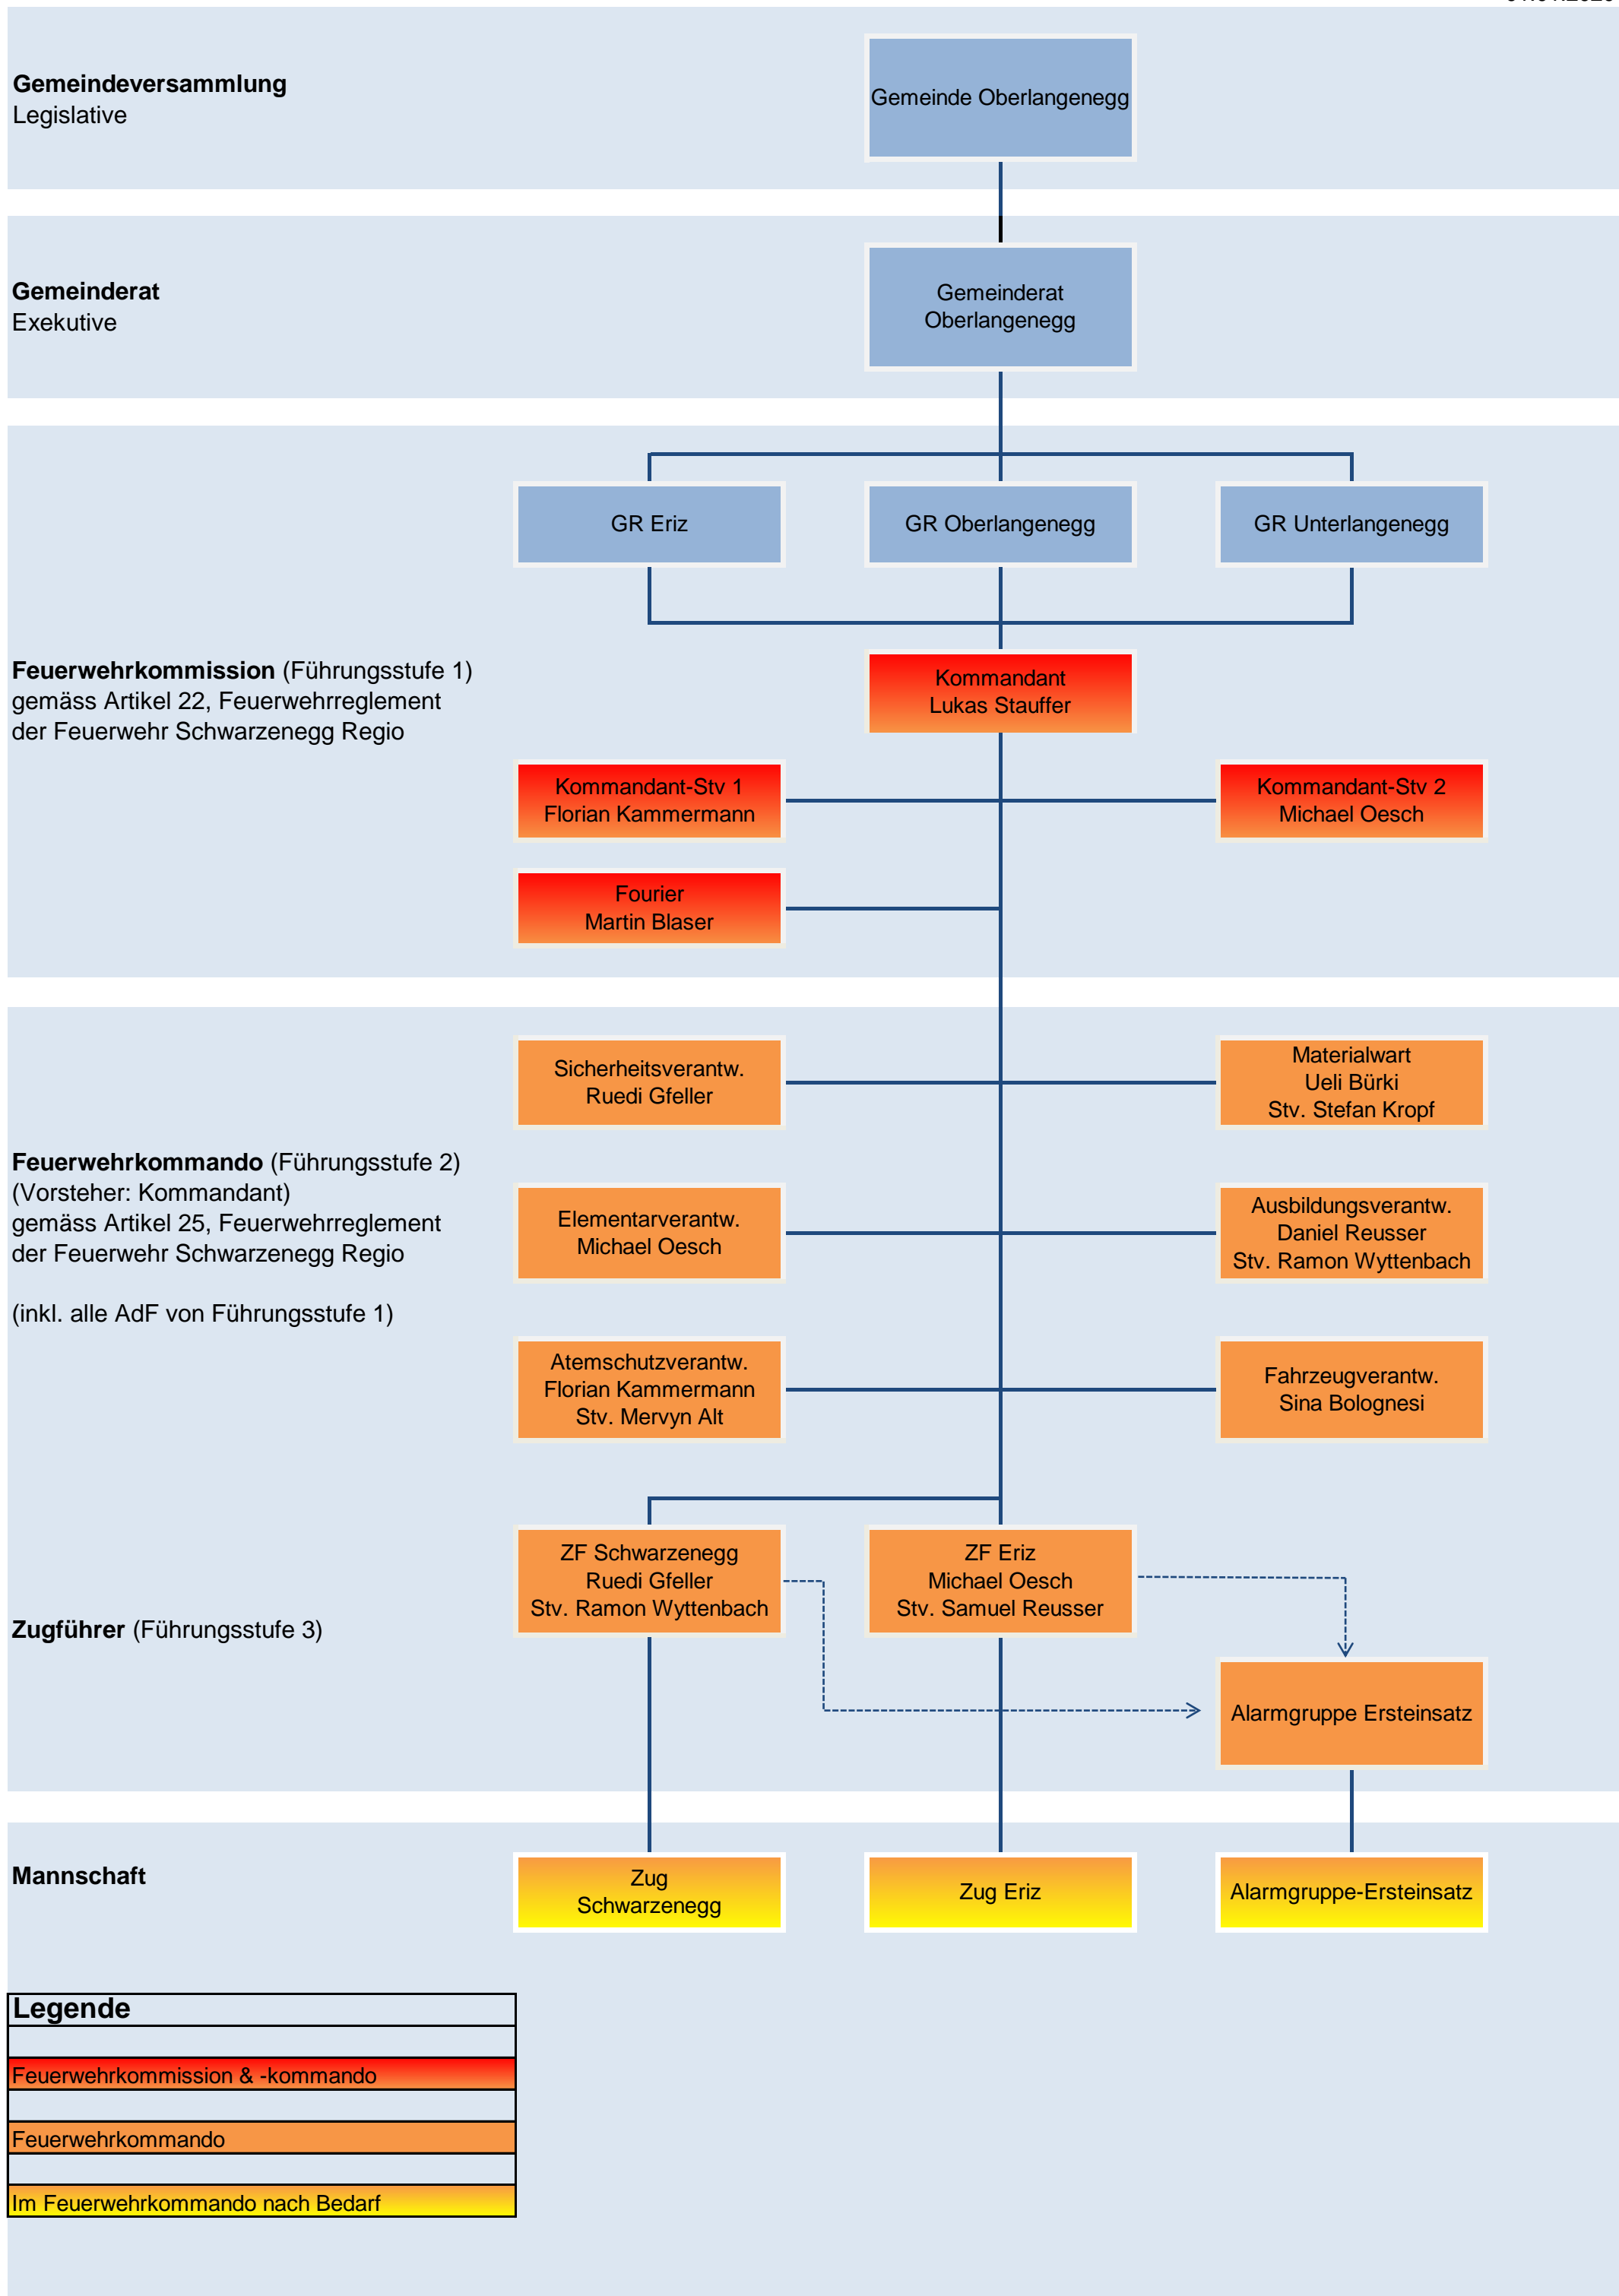 Gemeindeversammlung
Legislative
Gemeinde Oberlangenegg
Gemeinderat
Exekutive
Gemeinderat
Oberlangenegg
GR Eriz
GR Oberlangenegg
GR Unterlangenegg
Feuerwehrkommission (Führungsstufe 1)
gemäss Artikel 22, Feuerwehrreglement
der Feuerwehr Schwarzenegg Regio
Kommandant
Lukas Stauffer
Kommandant-Stv 1
Florian Kammermann
Kommandant-Stv 2
Michael Oesch
Fourier
Martin Blaser
Feuerwehrkommando (Führungsstufe 2)
(Vorsteher: Kommandant)
gemäss Artikel 25, Feuerwehrreglement
der Feuerwehr Schwarzenegg Regio
(inkl. alle AdF von Führungsstufe 1)
Sicherheitsverantw.
Ruedi Gfeller
Materialwart
Ueli Bürki
Stv. Stefan Kropf
Elementarverantw.
Michael Oesch
Ausbildungsverantw.
Daniel Reusser
Stv. Ramon Wyttenbach
Atemschutzverantw.
Florian Kammermann
Stv. Mervyn Alt
Fahrzeugverantw.
Sina Bolognesi
Zugführer (Führungsstufe 3)
ZF Schwarzenegg
Ruedi Gfeller
Stv. Ramon Wyttenbach
ZF Eriz
Michael Oesch
Stv. Samuel Reusser
Alarmgruppe Ersteinsatz
Mannschaft
Zug
Schwarzenegg
Zug Eriz
Alarmgruppe-Ersteinsatz
Legende
Feuerwehrkommission & -kommando
Feuerwehrkommando
Im Feuerwehrkommando nach Bedarf